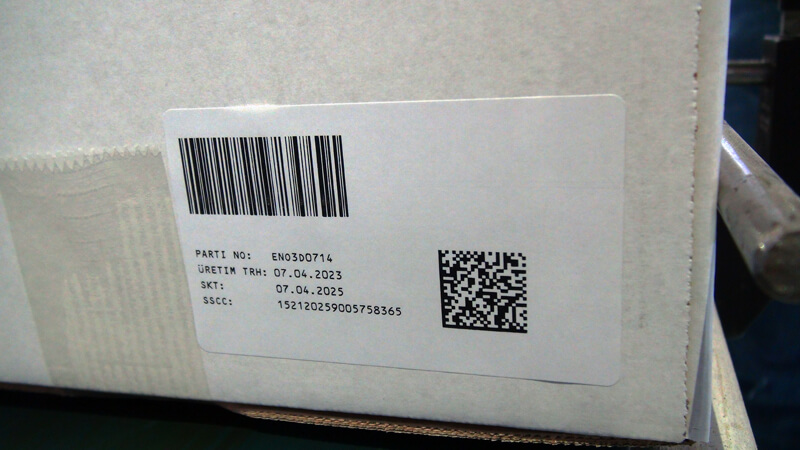 PARTI NO: EN03D0714
ÜRETIM TRH: 07.04.2023
SKT: 07.04.2025
SSCC: 152120259005758365